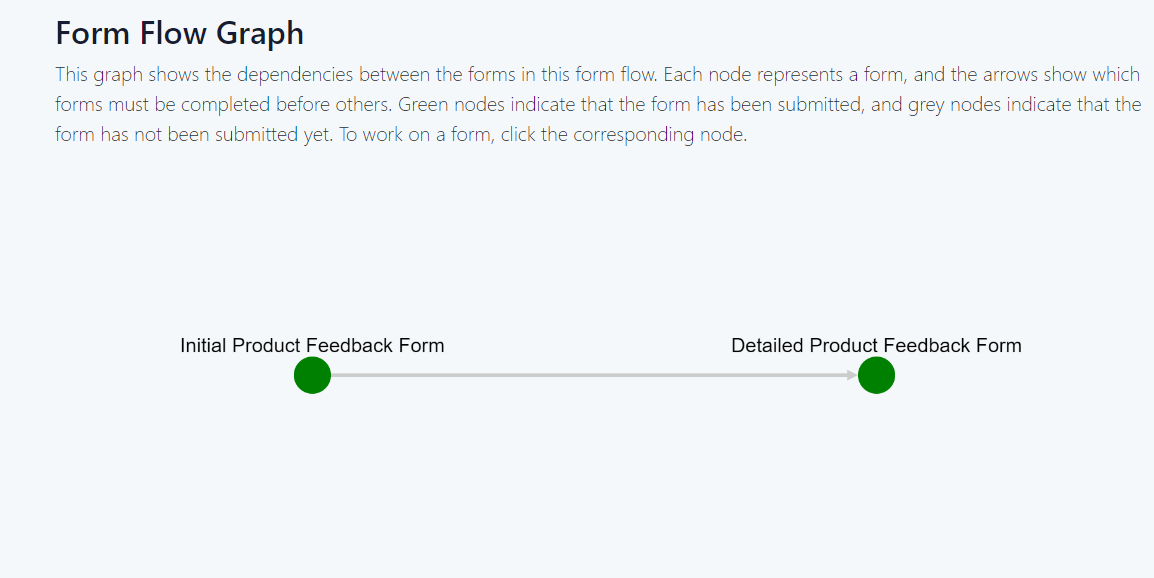 Form Flow Graph
This graph shows the dependencies between the forms in this form flow. Each node represents a form, and the arrows show which
forms must be completed before others. Green nodes indicate that the form has been submitted, and grey nodes indicate that the
form has not been submitted yet. To work on a form, click the corresponding node.
Initial Product Feedback Form
Detailed Product Feedback Form